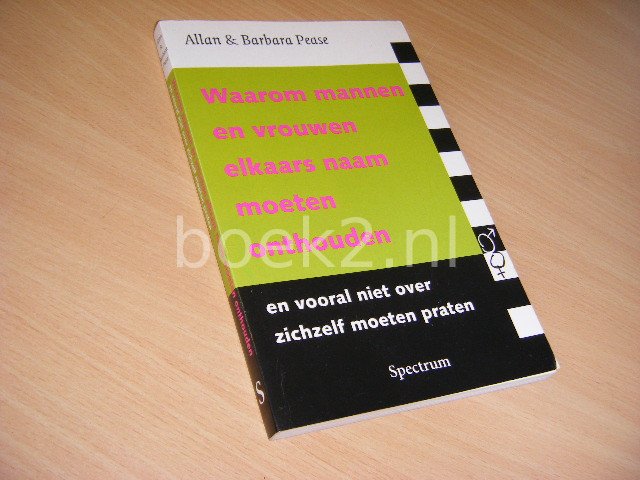 Allan & Barbara Pease
Waarom mannen
en vrouwen
elkaars naam
moeten
onthouden
en vooral niet over
zichzelf moeten praten
Spectrum
boek2.nl
onthouden
S